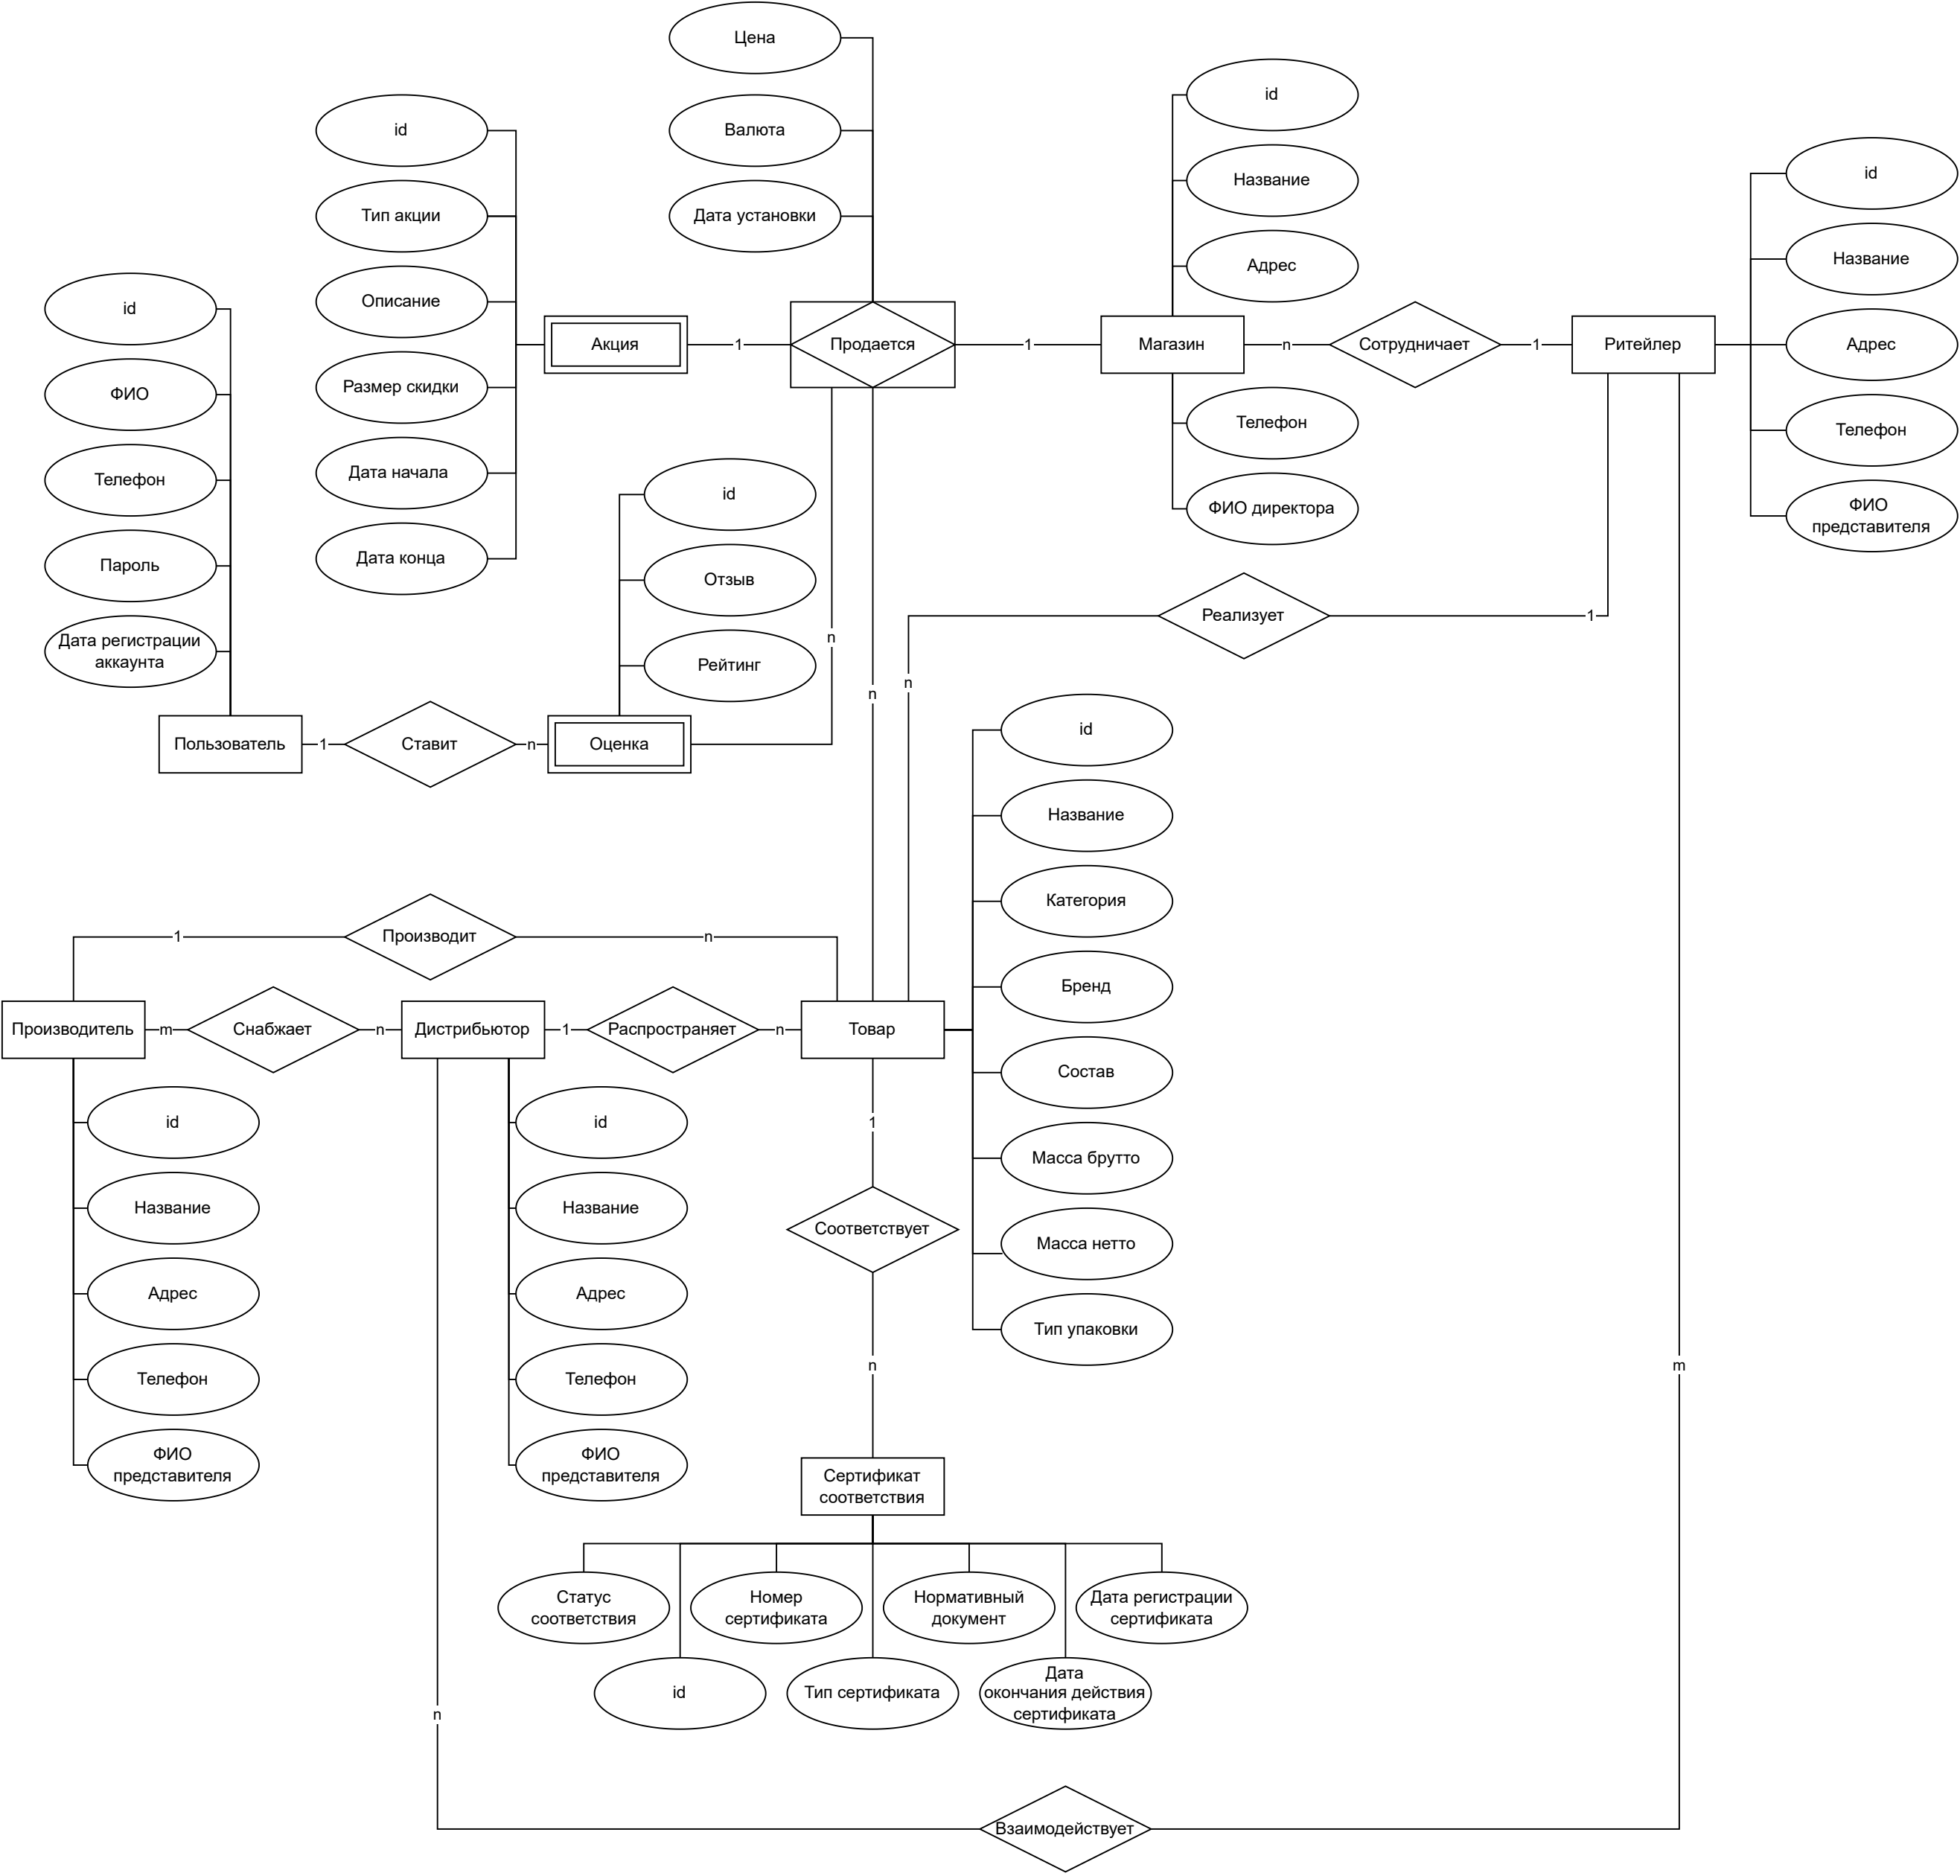 Цена
id
Валюта
id
Название
id
Тип акции
Дата установки
Название
Адрес
Описание
id
Акция
1
Продается
1
Магазин
n
Сотрудничает
1
Ритейлер
Адрес
ФИО
Размер скидки
Телефон
Телефон
Телефон
Дата начала
id
ФИО директора
ФИО
представителя
Пароль
Дата конца
Отзыв
Реализует
1
n
Дата регистрации
аккаунта
Рейтинг
n
n
id
Пользователь
1
Ставит
n
Оценка
Название
Категория
1
Производит
n
Бренд
Производитель
m
Снабжает
n
Дистрибьютор
1
Распространяет
n
Товар
Состав
id
id
1
Масса брутто
Название
Название
Соответствует
Масса нетто
Адрес
Адрес
Тип упаковки
Телефон
Телефон
n
m
ФИО
представителя
ФИО
представителя
Сертификат
соответствия
Статус
соответствия
Номер
сертификата
Нормативный
документ
Дата регистрации
сертификата
id
Тип сертификата
Дата
окончания действия
сертификата
n
Взаимодействует